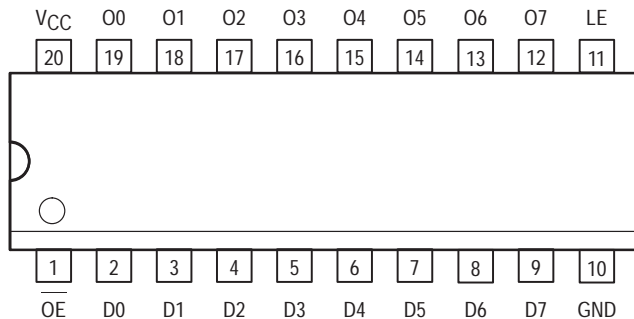 VCC O0 O1 O2 O3 O4 O5 O6 O7 LE
20 19 18 17 16 15 14 13 12 11
1 2 3 4 5 6 7 8 9 10
OE D0 D1 D2 D3 D4 D5 D6 D7 GND